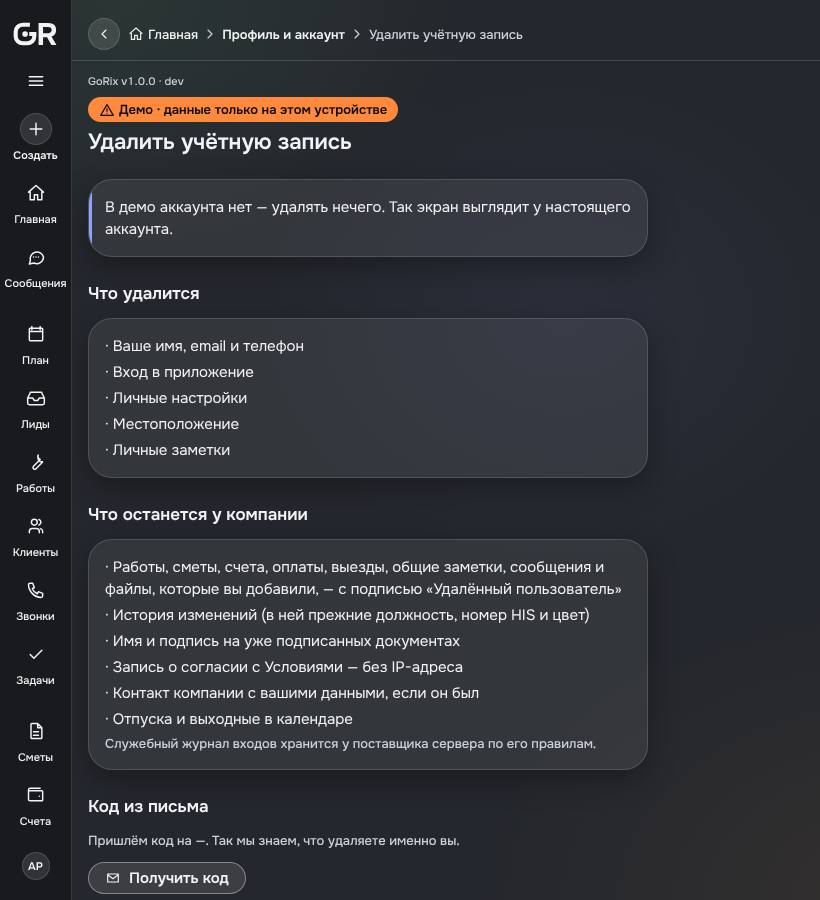 GR
Главная
Профиль и аккаунт
Удалить учётную запись
GoRix v1.0.0 · dev
Демо · данные только на этом устройстве
Удалить учётную запись
Создать
Главная
Сообщения
План
Лиды
Работы
Клиенты
Звонки
Задачи
Сметы
Счета
AP
В демо аккаунта нет — удалять нечего. Так экран выглядит у настоящего
аккаунта.
Что удалится
· Ваше имя, email и телефон
· Вход в приложение
· Личные настройки
· Местоположение
· Личные заметки
Что останется у компании
· Работы, сметы, счета, оплаты, выезды, общие заметки, сообщения и
файлы, которые вы добавили, — с подписью «Удалённый пользователь»
· История изменений (в ней прежние должность, номер HIS и цвет)
· Имя и подпись на уже подписанных документах
· Запись о согласии с Условиями — без IP-адреса
· Контакт компании с вашими данными, если он был
· Отпуска и выходные в календаре
Служебный журнал входов хранится у поставщика сервера по его правилам.
Код из письма
Пришлём код на —. Так мы знаем, что удаляете именно вы.
Получить код